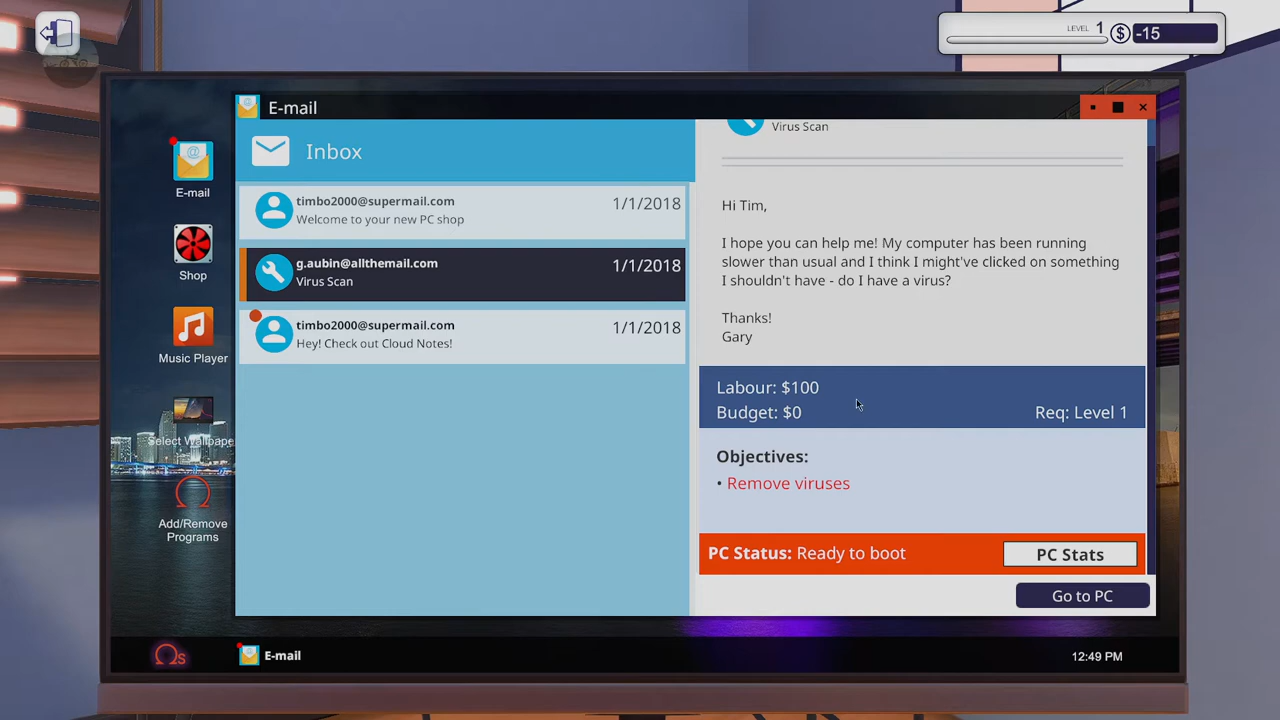 LEVEL 1 $ -15
E-mail
Inbox
timbo2000@supermail.com 1/1/2018
Welcome to your new PC shop
g.aubin@allthemail.com 1/1/2018
Virus Scan
timbo2000@supermail.com 1/1/2018
Hey! Check out Cloud Notes!
E-mail
Shop
Music Player
Select Wallpape
Add/Remove
Programs
Virus Scan
Hi Tim,
I hope you can help me! My computer has been running
slower than usual and I think I might've clicked on something
I shouldn't have - do I have a virus?
Thanks!
Gary
Labour: $100
Budget: $0 Req: Level 1
Objectives:
• Remove viruses
PC Status: Ready to boot PC Stats
Go to PC
Ωs E-mail 12:49 PM